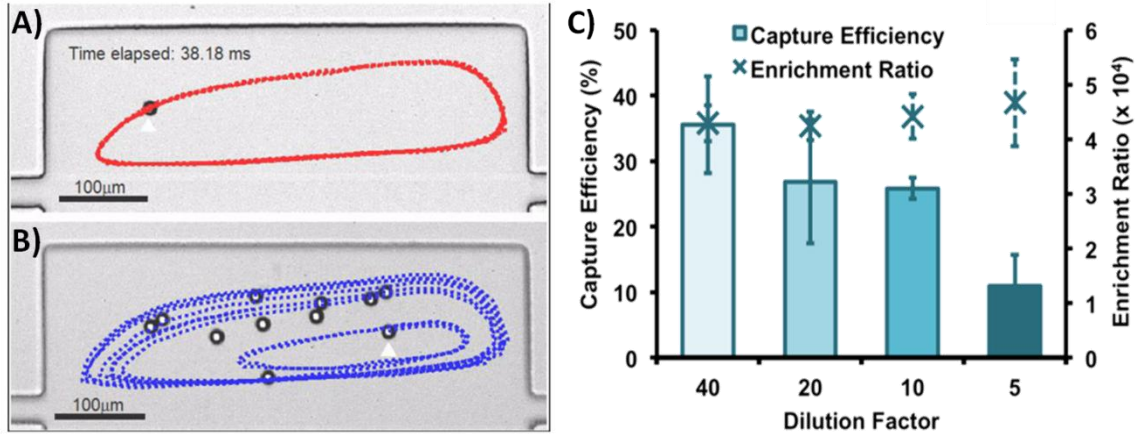 A)
Time elapsed: 38.18 ms
100μm
B)
100μm
C)
Capture Efficiency
Enrichment Ratio
Capture Efficiency (%)
50
40
30
20
10
0
Enrichment Ratio (x 10⁴)
6
5
4
3
2
1
0
40 20 10 5
Dilution Factor